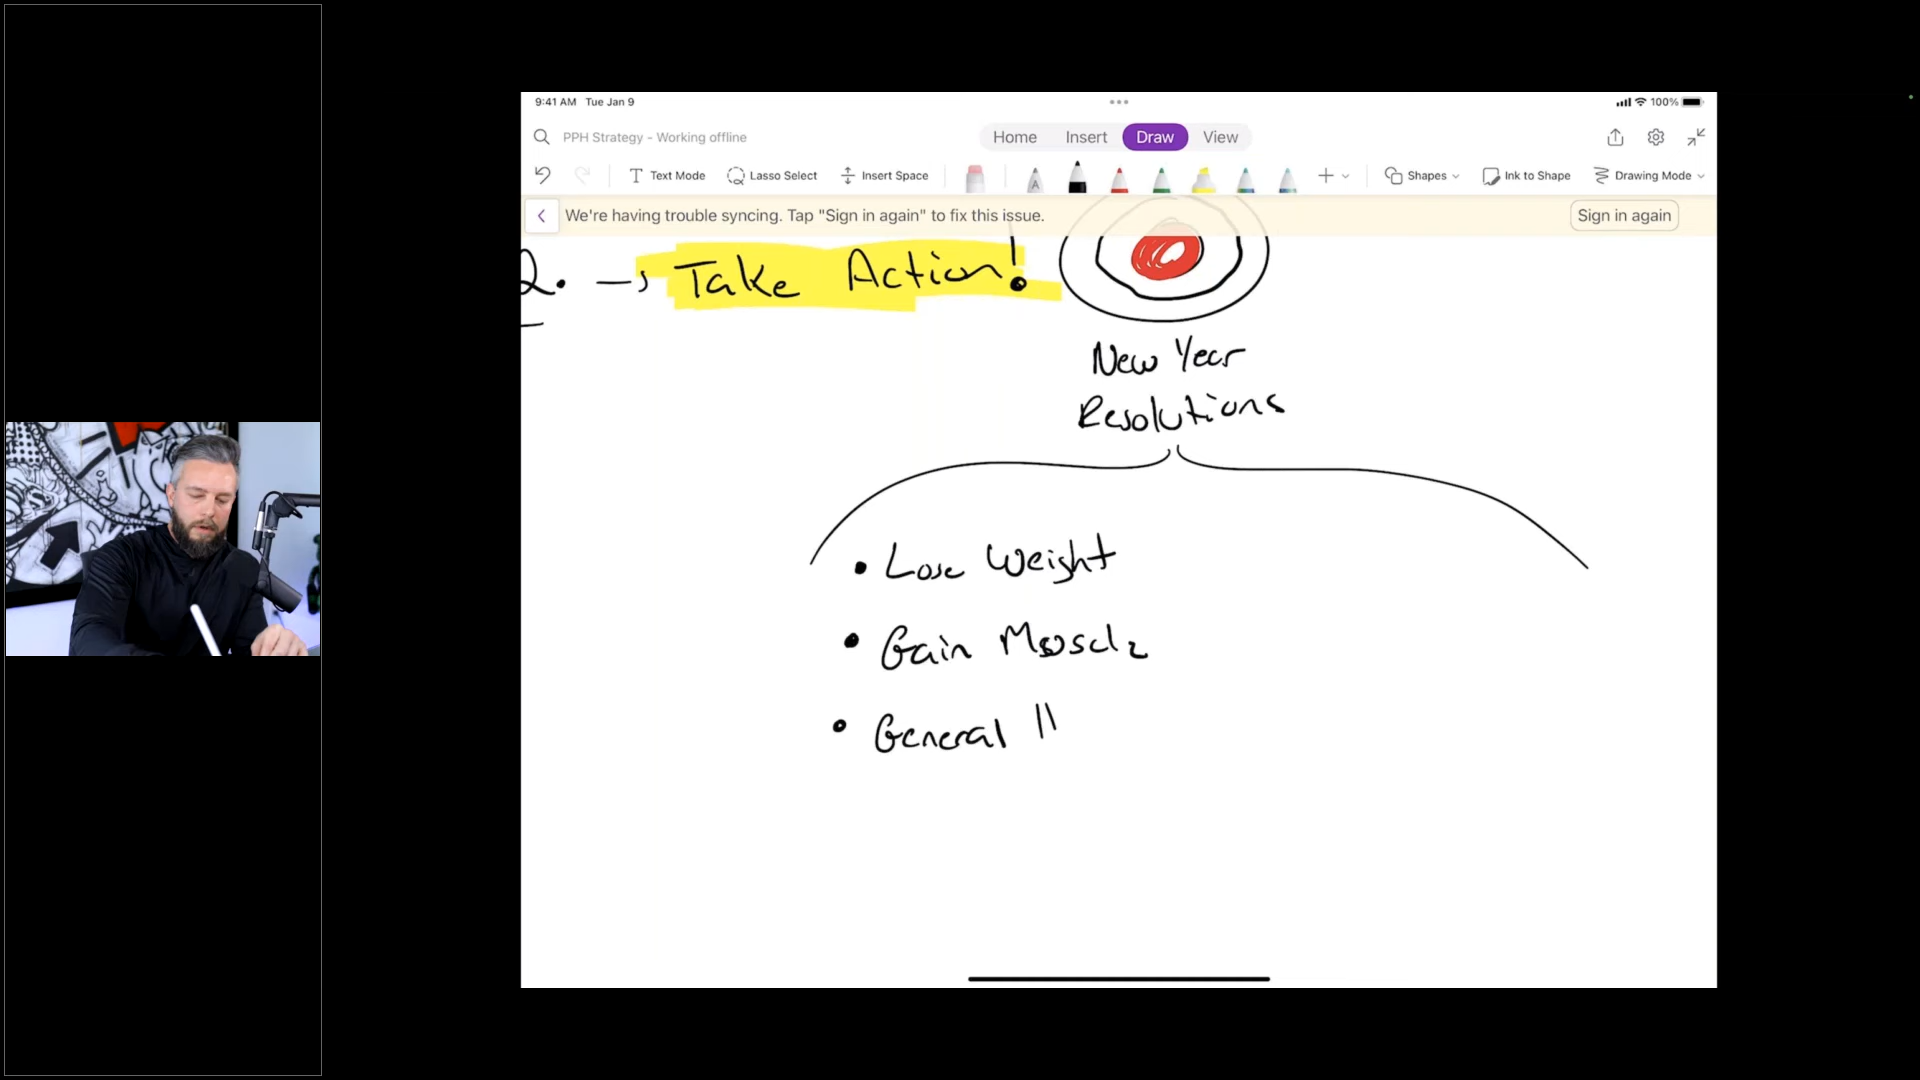 9:41 AM Tue Jan 9
100%
PPH Strategy - Working offline
Home Insert Draw View
Text Mode Lasso Select Insert Space A Shapes Ink to Shape Drawing Mode
We're having trouble syncing. Tap "Sign in again" to fix this issue. Sign in again
2. → Take Action!
New Year
Resolutions
• Lose Weight
• Gain Muscle
• General